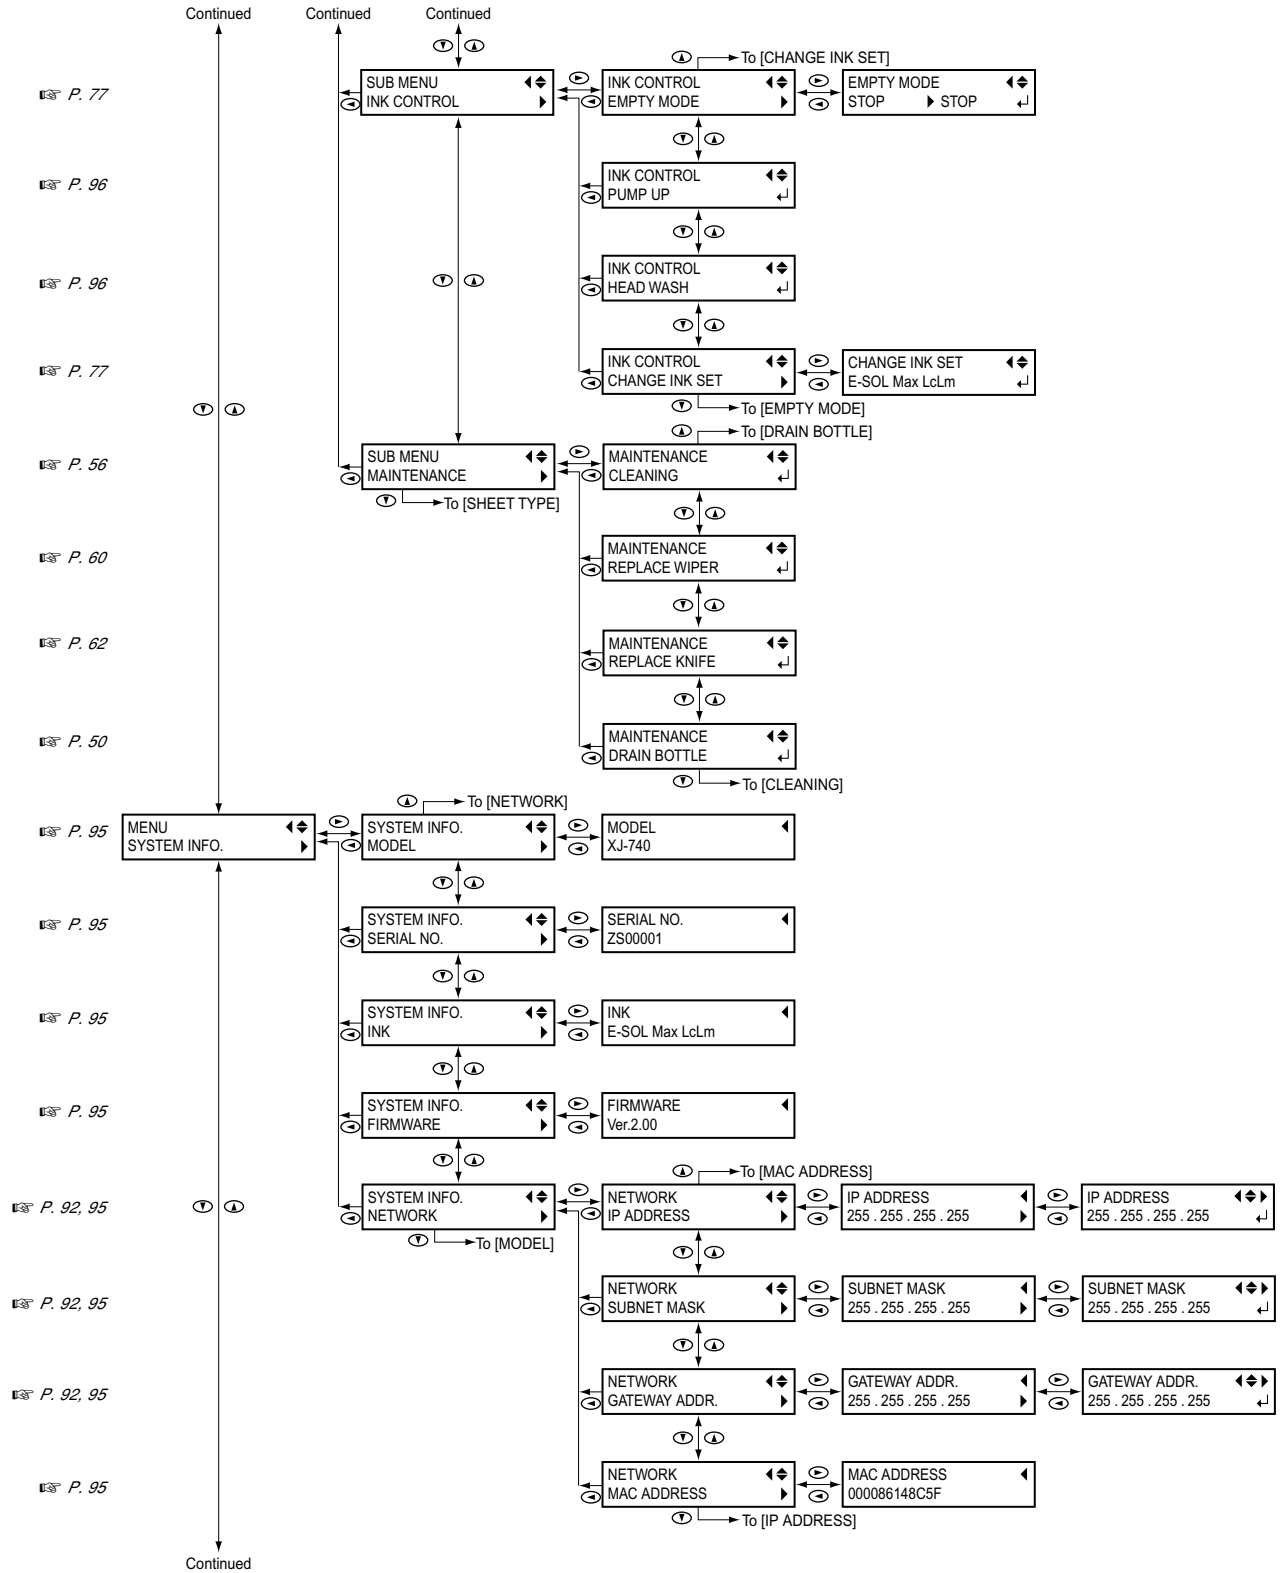 Continued Continued Continued
To [CHANGE INK SET]
P. 77
SUB MENU
INK CONTROL
INK CONTROL
EMPTY MODE
EMPTY MODE
STOP STOP
P. 96
INK CONTROL
PUMP UP
P. 96
INK CONTROL
HEAD WASH
P. 77
INK CONTROL
CHANGE INK SET
CHANGE INK SET
E-SOL Max LcLm
To [EMPTY MODE]
To [DRAIN BOTTLE]
P. 56
SUB MENU
MAINTENANCE
MAINTENANCE
CLEANING
To [SHEET TYPE]
P. 60
MAINTENANCE
REPLACE WIPER
P. 62
MAINTENANCE
REPLACE KNIFE
P. 50
MAINTENANCE
DRAIN BOTTLE
To [CLEANING]
To [NETWORK]
P. 95
MENU
SYSTEM INFO.
SYSTEM INFO.
MODEL
MODEL
XJ-740
P. 95
SYSTEM INFO.
SERIAL NO.
SERIAL NO.
ZS00001
P. 95
SYSTEM INFO.
INK
INK
E-SOL Max LcLm
P. 95
SYSTEM INFO.
FIRMWARE
FIRMWARE
Ver.2.00
To [MAC ADDRESS]
P. 92, 95
SYSTEM INFO.
NETWORK
NETWORK
IP ADDRESS
IP ADDRESS
255 . 255 . 255 . 255
IP ADDRESS
255 . 255 . 255 . 255
To [MODEL]
P. 92, 95
NETWORK
SUBNET MASK
SUBNET MASK
255 . 255 . 255 . 255
SUBNET MASK
255 . 255 . 255 . 255
P. 92, 95
NETWORK
GATEWAY ADDR.
GATEWAY ADDR.
255 . 255 . 255 . 255
GATEWAY ADDR.
255 . 255 . 255 . 255
P. 95
NETWORK
MAC ADDRESS
MAC ADDRESS
000086148C5F
To [IP ADDRESS]
Continued